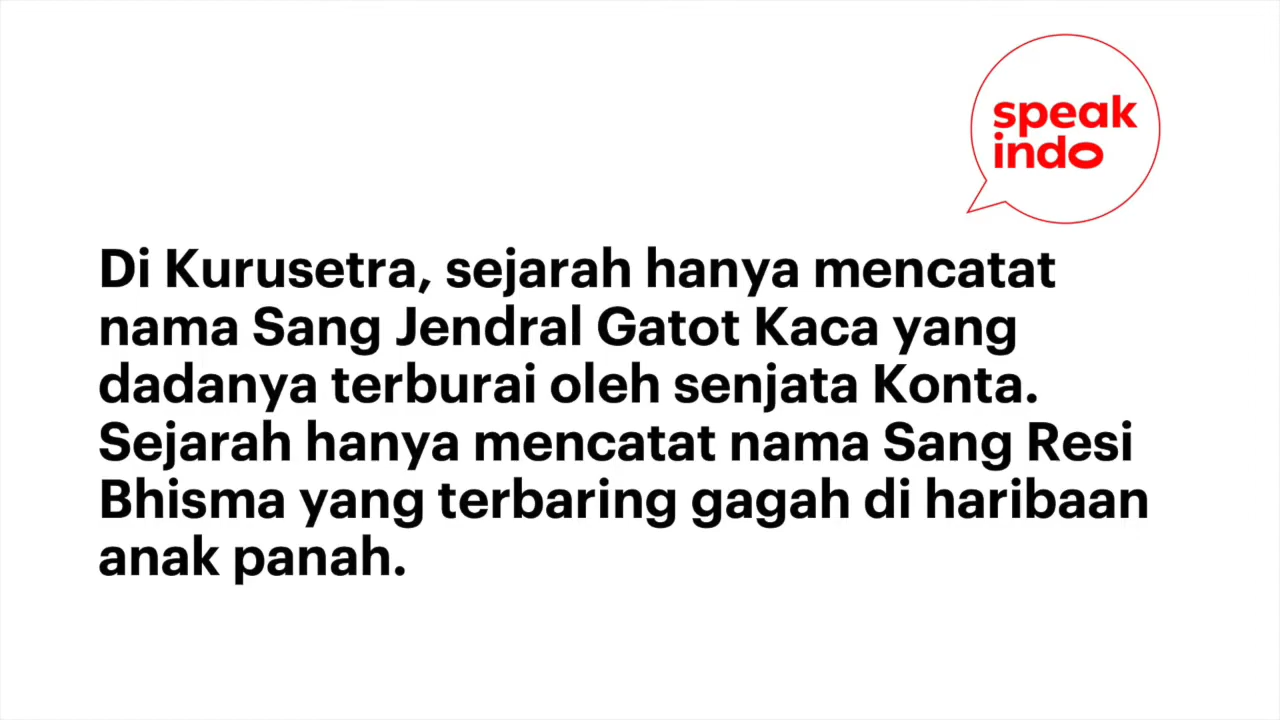 speak
indo
Di Kurusetra, sejarah hanya mencatat
nama Sang Jendral Gatot Kaca yang
dadanya terburai oleh senjata Konta.
Sejarah hanya mencatat nama Sang Resi
Bhisma yang terbaring gagah di haribaan
anak panah.